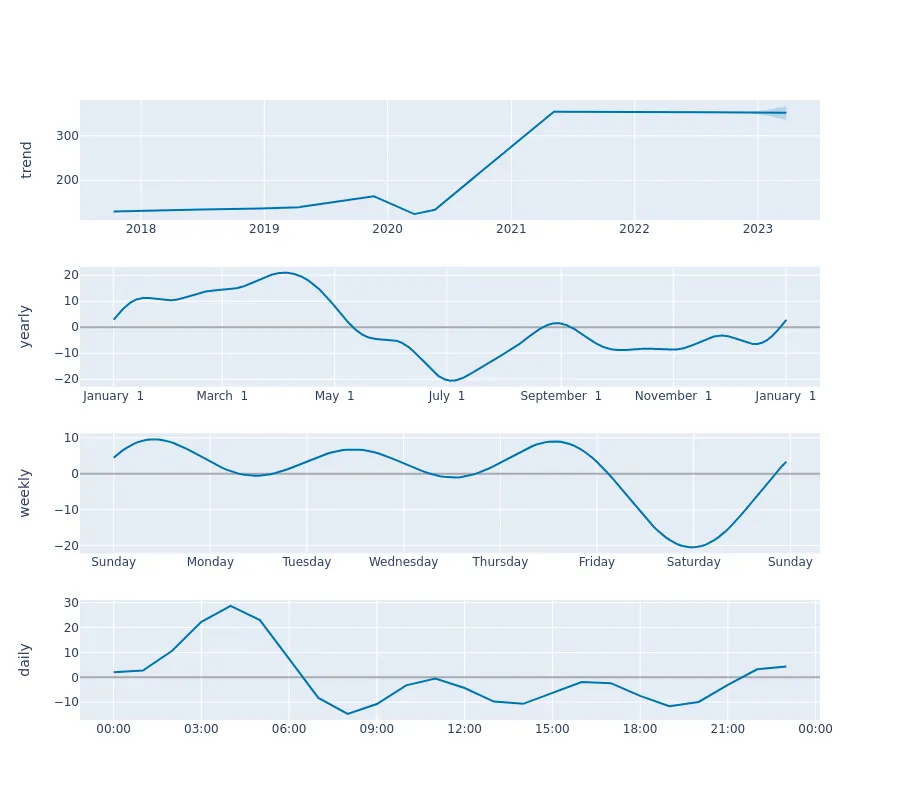 trend
300
200
2018 2019 2020 2021 2022 2023
yearly
20
10
0
−10
−20
January 1 March 1 May 1 July 1 September 1 November 1 January 1
weekly
10
0
−10
−20
Sunday Monday Tuesday Wednesday Thursday Friday Saturday Sunday
daily
30
20
10
0
−10
00:00 03:00 06:00 09:00 12:00 15:00 18:00 21:00 00:00